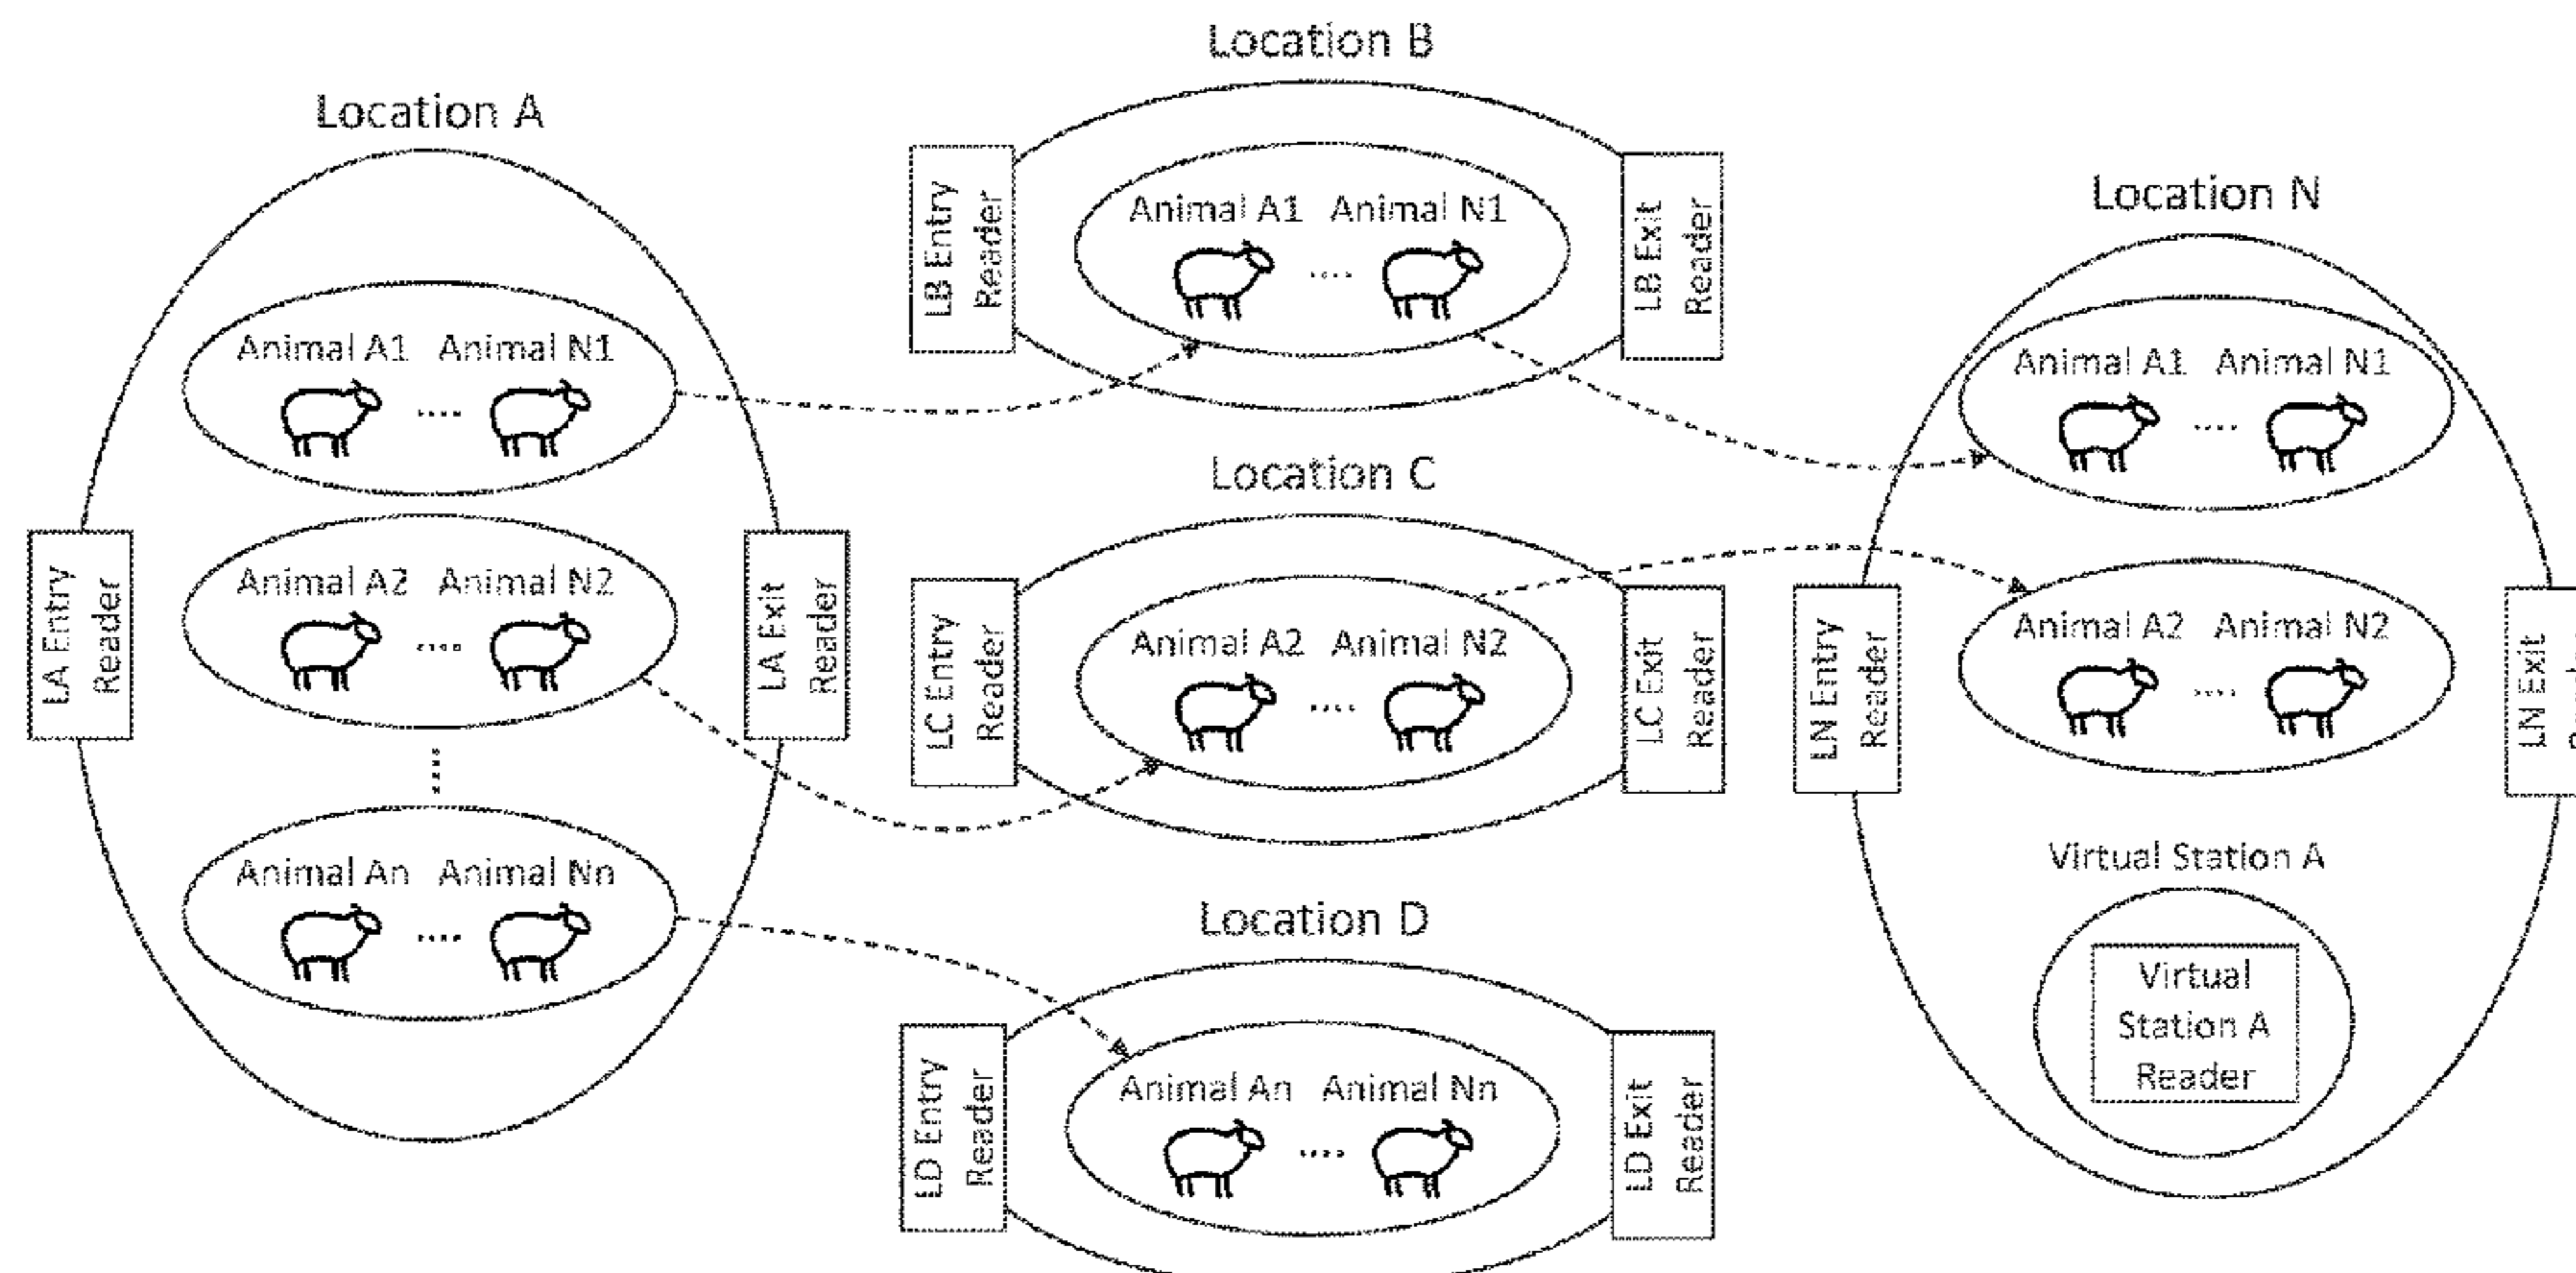 Location A
Animal A1 Animal N1
Animal A2 Animal N2
Animal An Animal Nn
LA Entry
Reader
LA Exit
Reader
Location B
LB Entry
Reader
Animal A1 Animal N1
LB Exit
Reader
Location C
LC Entry
Reader
Animal A2 Animal N2
LC Exit
Reader
Location D
LD Entry
Reader
Animal An Animal Nn
LD Exit
Reader
Location N
Animal A1 Animal N1
LN Entry
Reader
Animal A2 Animal N2
LN Exit
Virtual Station A
Virtual
Station A
Reader